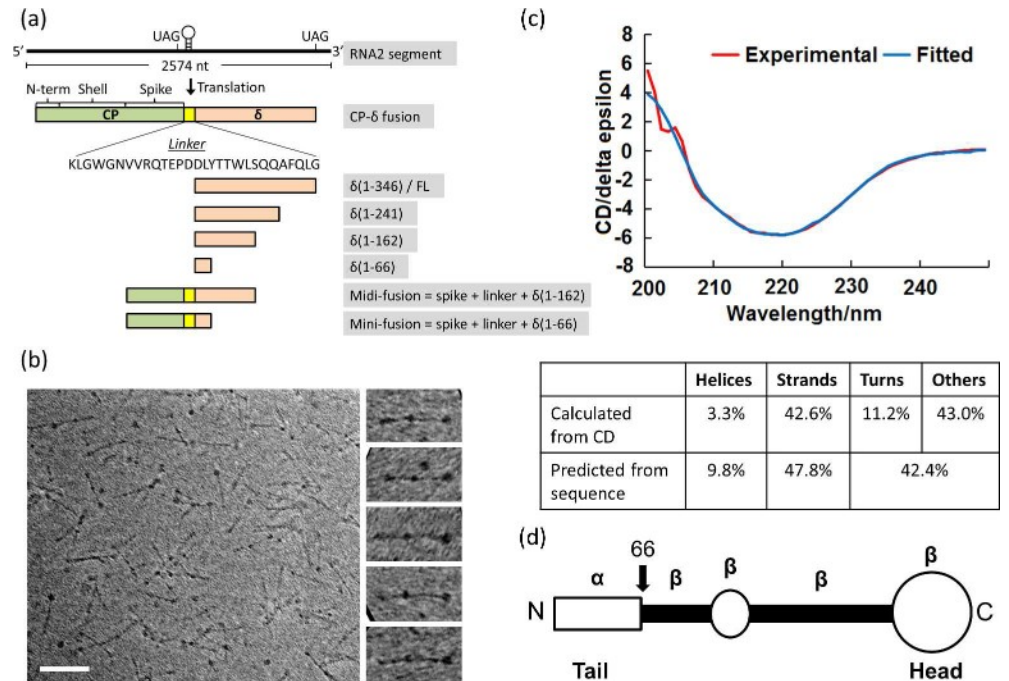 (a)
UAG UAG
5′ 3′
RNA2 segment
2574 nt
Translation
N-term Shell Spike
CP δ
CP-δ fusion
Linker
KLGWGNVVRQTEPDDLYTTWLSQQAFQLG
δ(1-346) / FL
δ(1-241)
δ(1-162)
δ(1-66)
Midi-fusion = spike + linker + δ(1-162)
Mini-fusion = spike + linker + δ(1-66)
(b)
(c)
Experimental Fitted
CD/delta epsilon
8
6
4
2
0
-2
-4
-6
-8
200 210 220 230 240
Wavelength/nm
Helices Strands Turns Others
Calculated 3.3% 42.6% 11.2% 43.0%
from CD
Predicted from 9.8% 47.8% 42.4%
sequence
(d)
66
α β β β β
N C
Tail Head